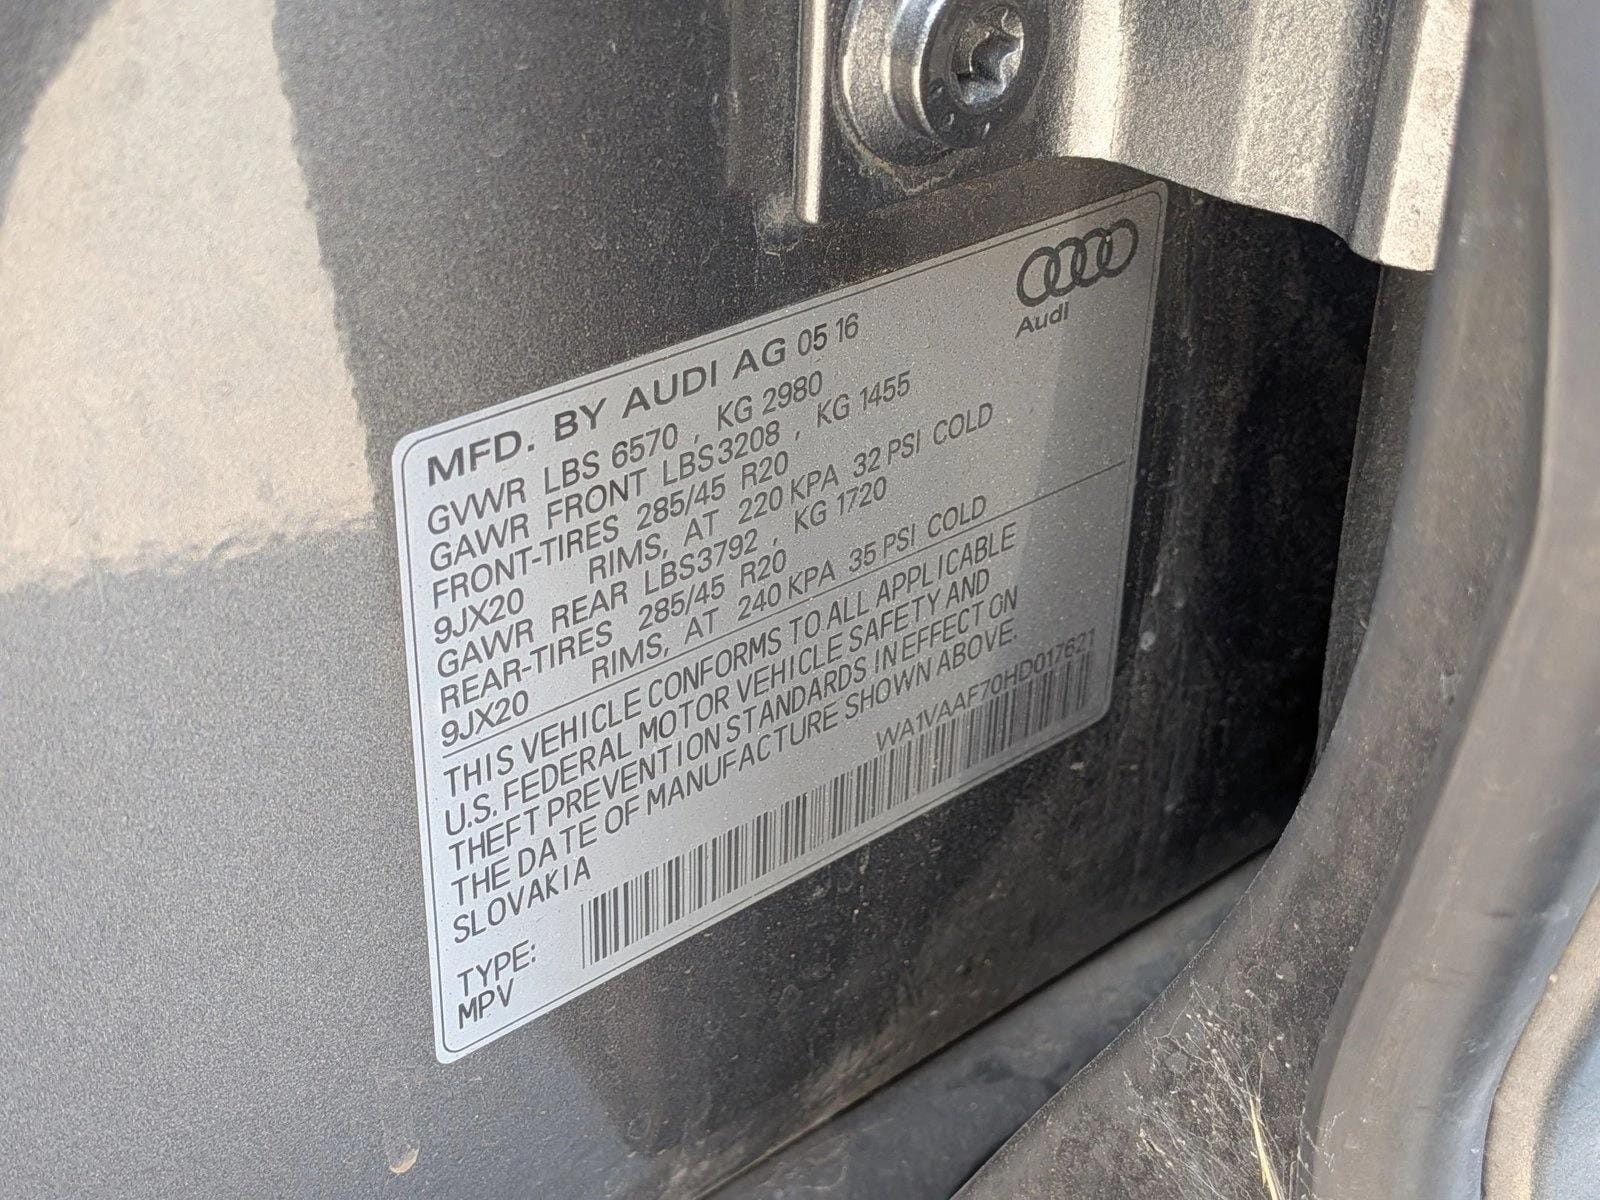 Audi
MFD. BY AUDI AG 05 16
GVWR LBS 6570 , KG 2980
GAWR FRONT LBS3208 , KG 1455
FRONT-TIRES 285/45 R20
9JX20 RIMS, AT 220 KPA 32 PSI COLD
GAWR REAR LBS3792 , KG 1720
REAR-TIRES 285/45 R20
9JX20 RIMS, AT 240 KPA 35 PSI COLD
THIS VEHICLE CONFORMS TO ALL APPLICABLE
U.S. FEDERAL MOTOR VEHICLE SAFETY AND
THEFT PREVENTION STANDARDS IN EFFECT ON
THE DATE OF MANUFACTURE SHOWN ABOVE.
SLOVAKIA
WA1VAAF70HD017621
TYPE:
MPV